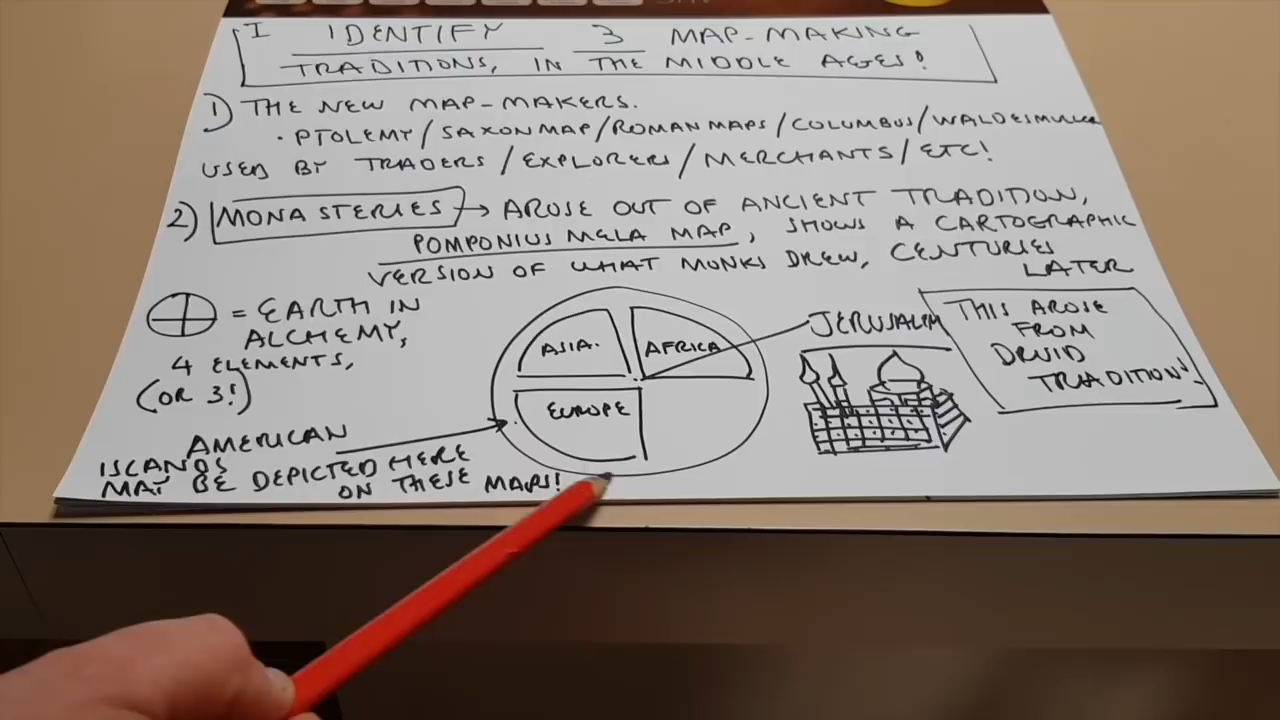 I IDENTIFY 3 MAP-MAKING
TRADITIONS, IN THE MIDDLE AGES!
1) THE NEW MAP-MAKERS.
• PTOLEMY/SAXON MAP/ROMAN MAPS/COLUMBUS/WALDESMULLER
USED BY TRADERS/EXPLORERS/MERCHANTS/ETC!
2) MONASTERIES → AROSE OUT OF ANCIENT TRADITION,
POMPONIUS MELA MAP, SHOWS A CARTOGRAPHIC
VERSION OF WHAT MONKS DREW, CENTURIES
LATER
= EARTH IN
ALCHEMY,
4 ELEMENTS,
(OR 3!)
ASIA.
AFRICA
EUROPE
JERUSALEM
THIS AROSE
FROM
DRUID
TRADITION!
AMERICAN
ISLANDS
MAY BE DEPICTED HERE
ON THESE MAPS!